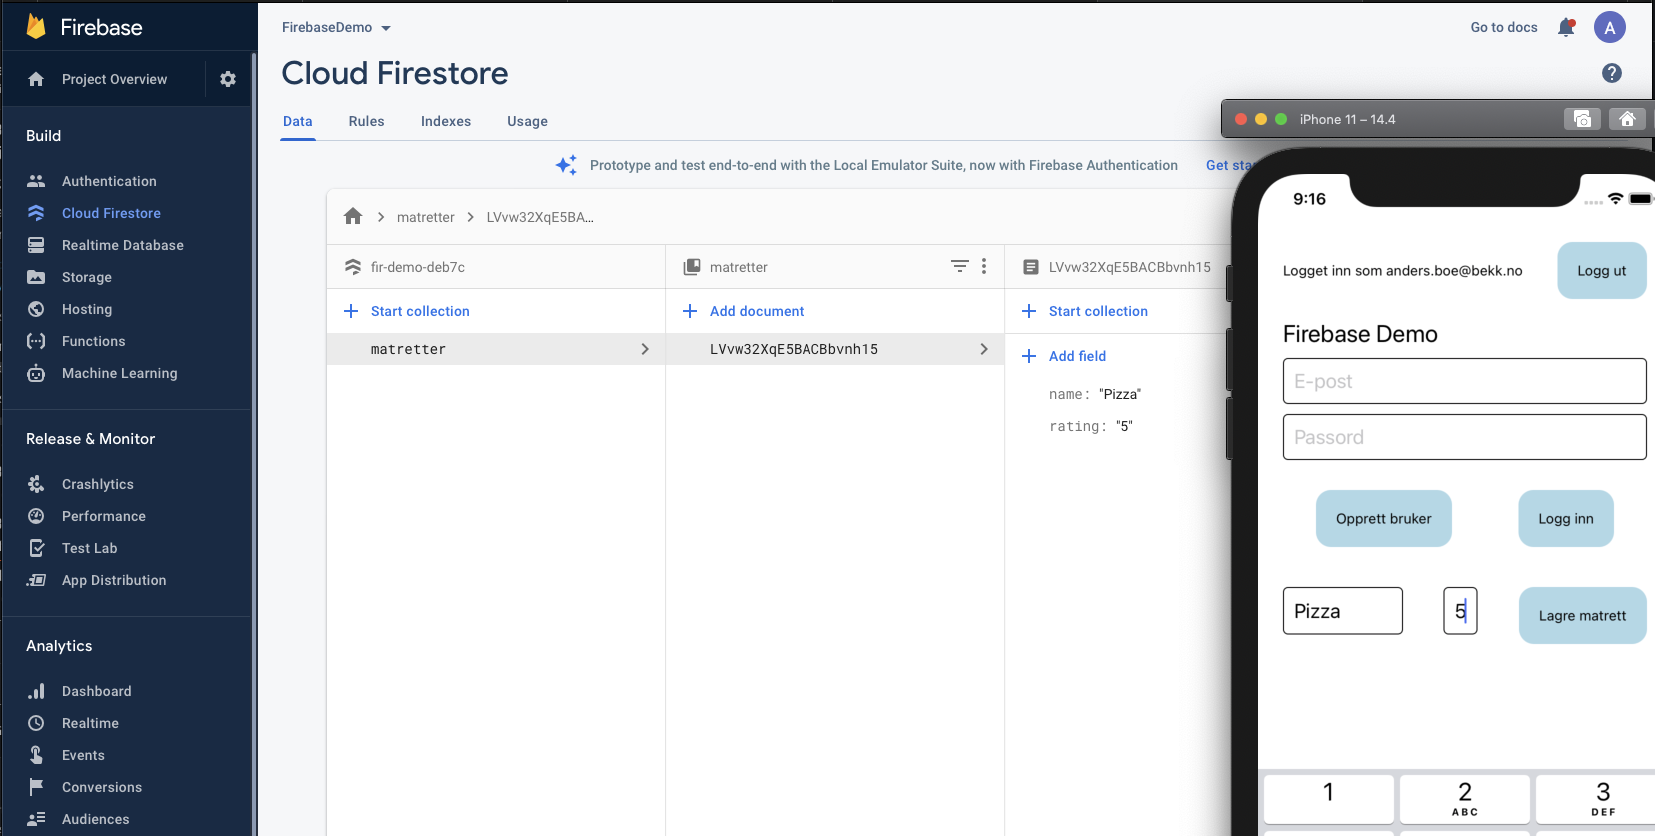 Firebase
Project Overview
Build
Authentication
Cloud Firestore
Realtime Database
Storage
Hosting
Functions
Machine Learning
Release & Monitor
Crashlytics
Performance
Test Lab
App Distribution
Analytics
Dashboard
Realtime
Events
Conversions
Audiences
FirebaseDemo
Go to docs
A
Cloud Firestore
?
Data Rules Indexes Usage
Prototype and test end-to-end with the Local Emulator Suite, now with Firebase Authentication Get sta
matretter LVvw32XqE5BA...
fir-demo-deb7c
Start collection
matretter
matretter
Add document
LVvw32XqE5BACBbvnh15
LVvw32XqE5BACBbvnh15
Start collection
Add field
name: "Pizza"
rating: "5"
iPhone 11 – 14.4
9:16
Logget inn som anders.boe@bekk.no Logg ut
Firebase Demo
E-post
Passord
Opprett bruker Logg inn
Pizza 5 Lagre matrett
1 2 3
ABC DEF